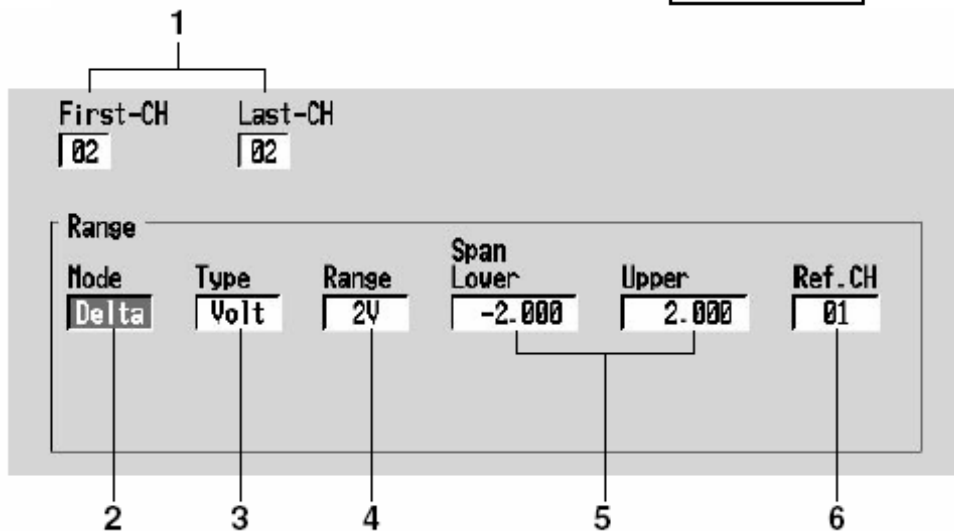 1
First-CH Last-CH
02 02
Range
Mode Type Range Span Lower Upper Ref.CH
Delta Volt 2V -2.000 2.000 01
2 3 4 5 6